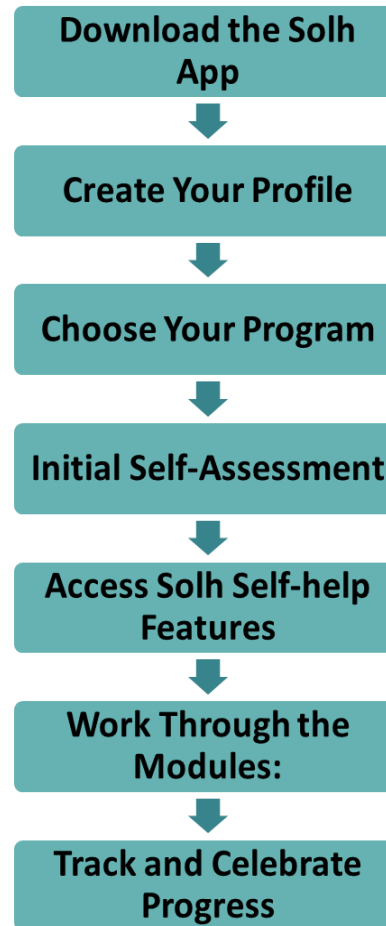 Download the Solh
App
Create Your Profile
Choose Your Program
Initial Self-Assessment
Access Solh Self-help
Features
Work Through the
Modules:
Track and Celebrate
Progress